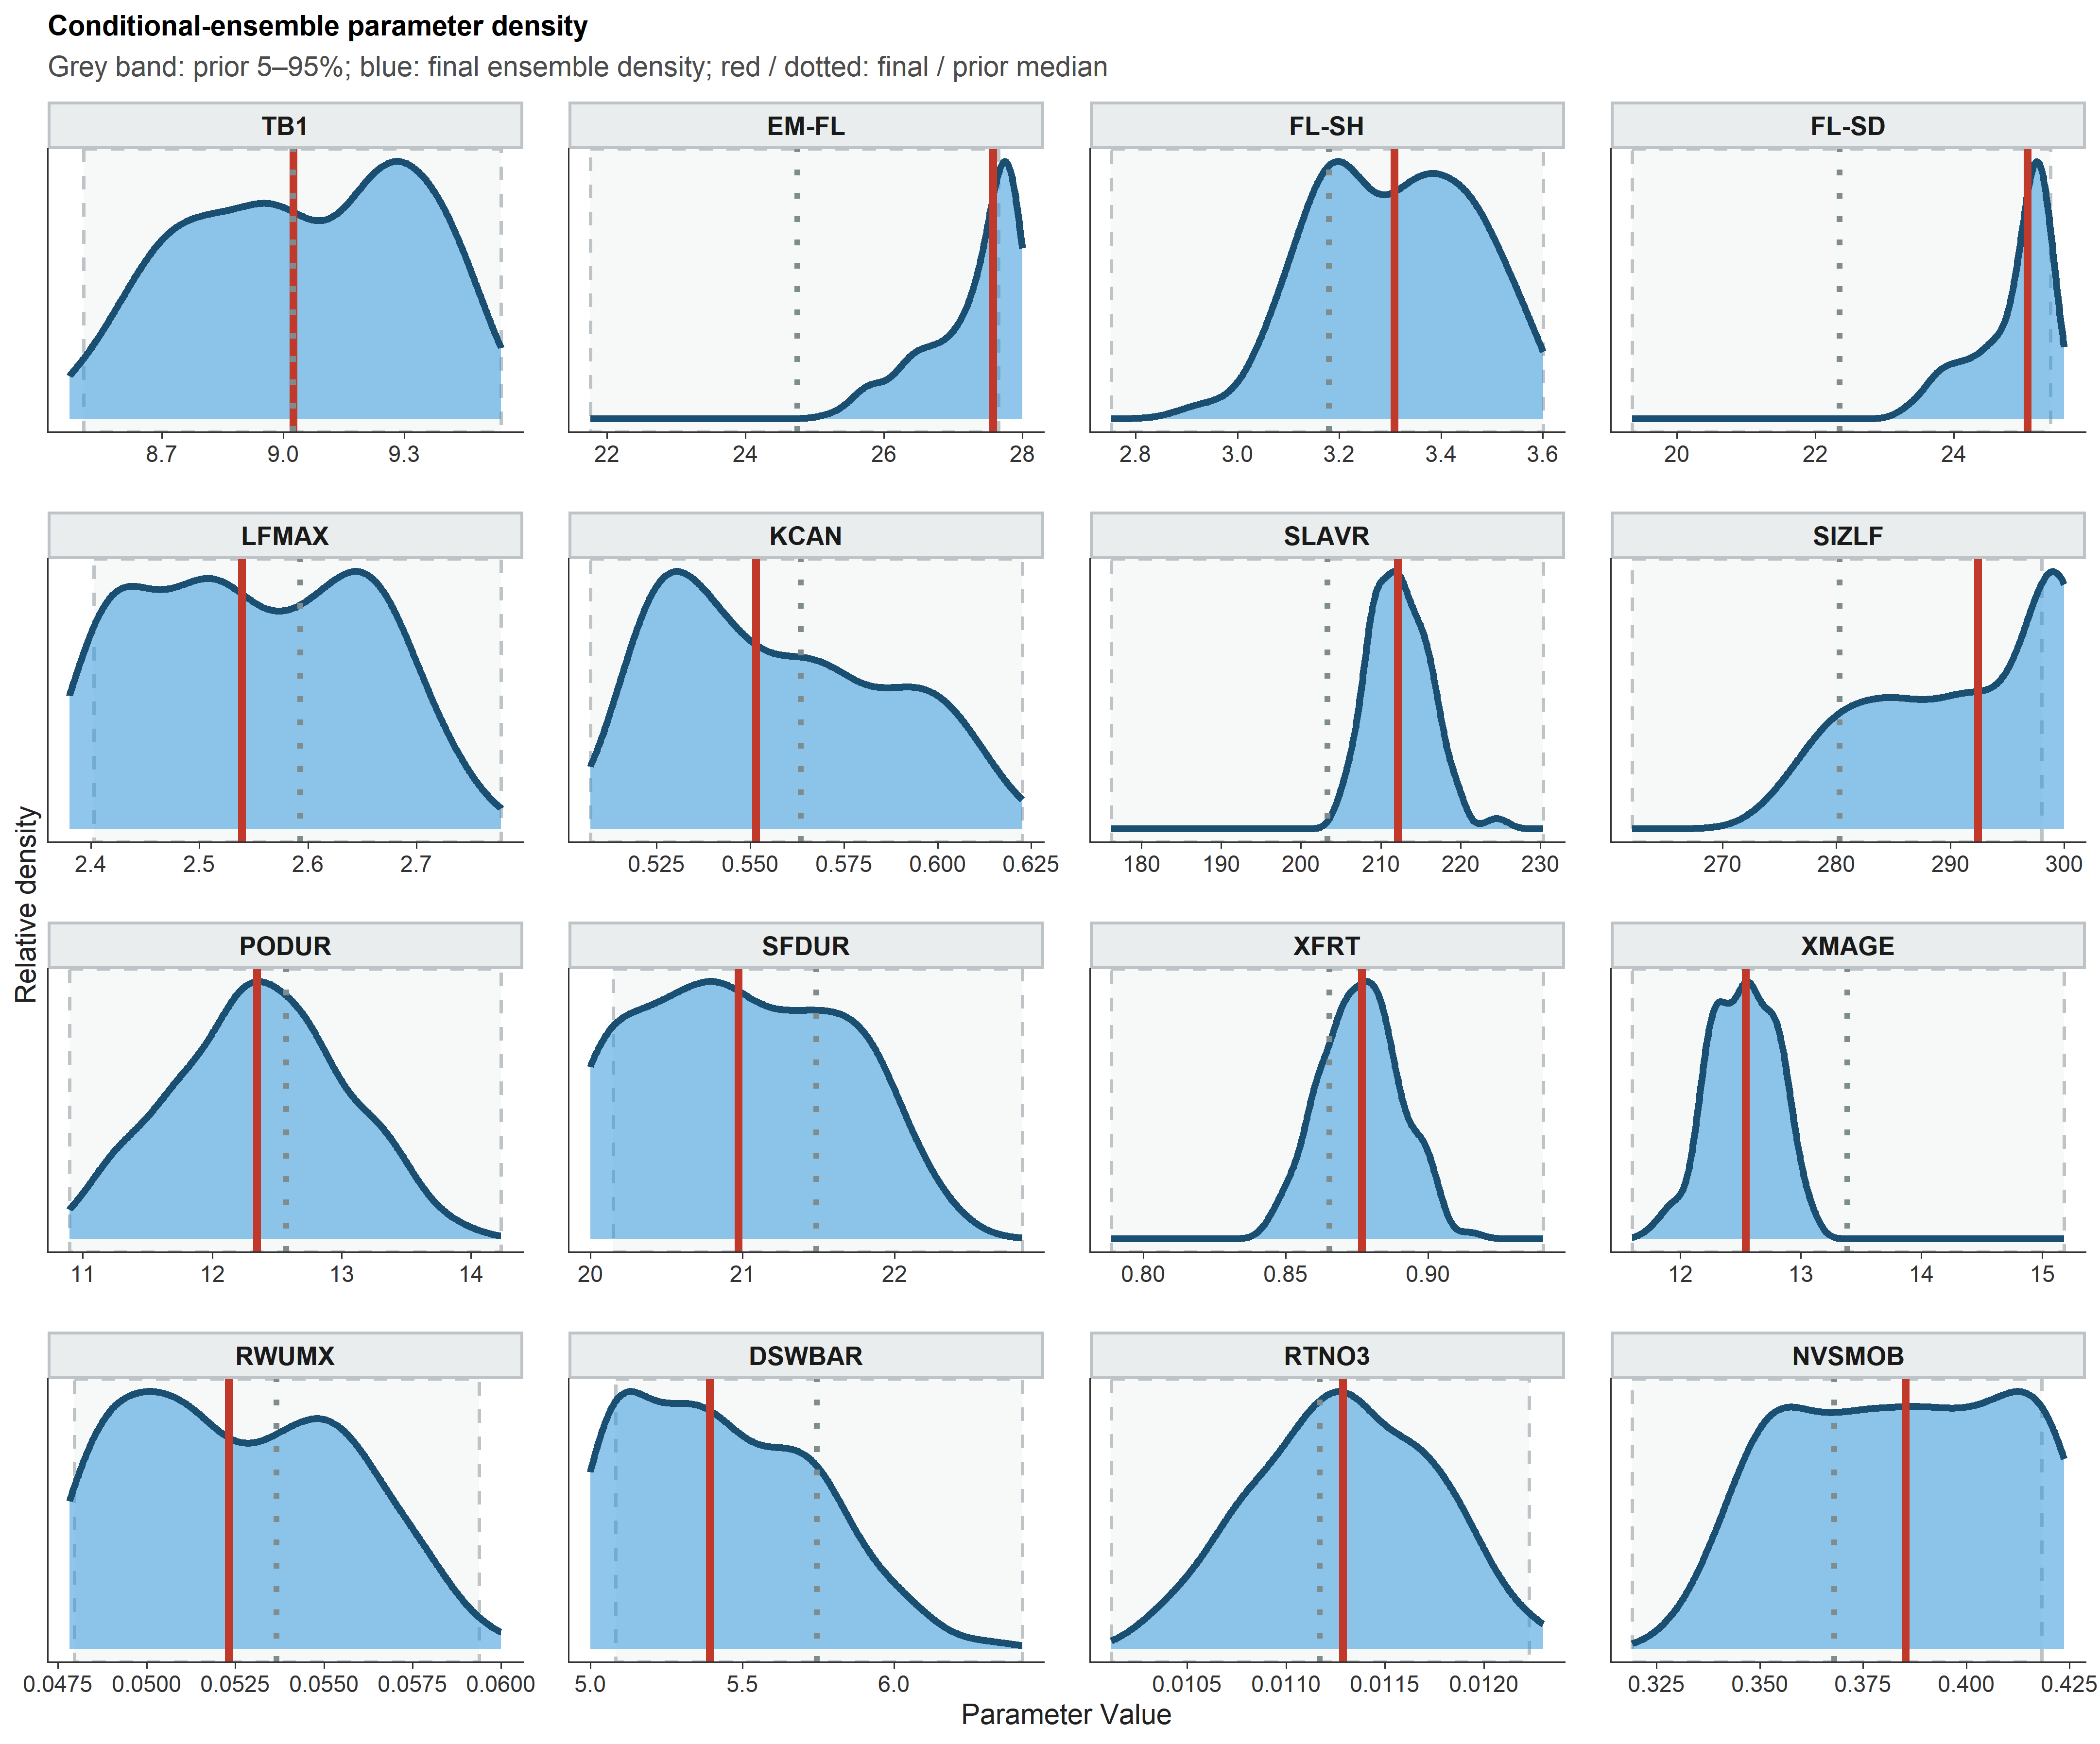 Conditional-ensemble parameter density
Grey band: prior 5–95%; blue: final ensemble density; red / dotted: final / prior median
TB1 EM-FL FL-SH FL-SD
8.7 9.0 9.3 22 24 26 28 2.8 3.0 3.2 3.4 3.6 20 22 24
LFMAX KCAN SLAVR SIZLF
2.4 2.5 2.6 2.7 0.525 0.550 0.575 0.600 0.625 180 190 200 210 220 230 270 280 290 300
Relative density
PODUR SFDUR XFRT XMAGE
11 12 13 14 20 21 22 0.80 0.85 0.90 12 13 14 15
RWUMX DSWBAR RTNO3 NVSMOB
0.0475 0.0500 0.0525 0.0550 0.0575 0.0600 5.0 5.5 6.0 0.0105 0.0110 0.0115 0.0120 0.325 0.350 0.375 0.400 0.425
Parameter Value